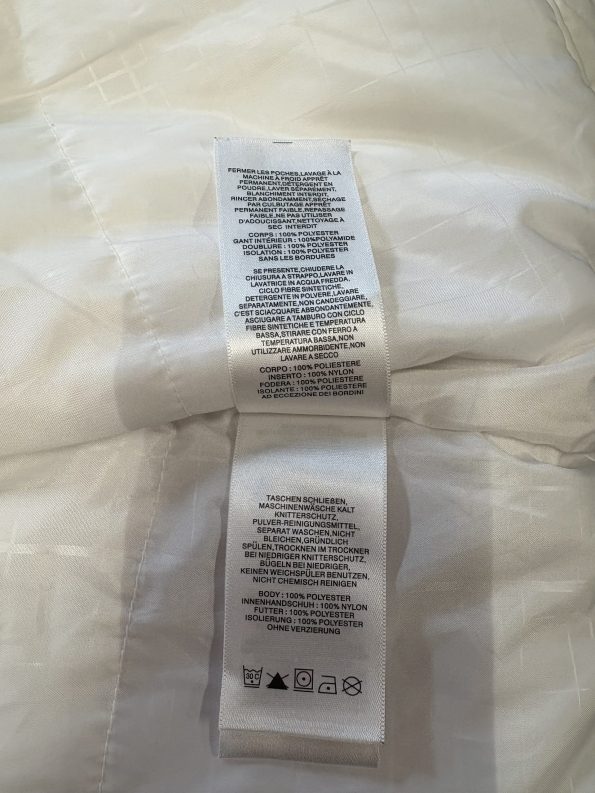 FERMER LES POCHES,LAVAGE À LA
MACHINE À FROID APPRÊT
PERMANENT,DÉTERGENT EN
POUDRE,LAVER SÉPARÉMENT,
BLANCHIMENT INTERDIT,
RINCER ABONDAMMENT,SÉCHAGE
PAR CULBUTAGE APPRÊT
PERMANENT FAIBLE,REPASSAGE
FAIBLE,NE PAS UTILISER
D'ADOUCISSANT,NETTOYAGE À
SEC INTERDIT
CORPS : 100% POLYESTER
GANT INTÉRIEUR : 100%POLYAMIDE
DOUBLURE : 100% POLYESTER
ISOLATION : 100% POLYESTER
SANS LES BORDURES
SE PRESENTE,CHIUDERE LA
CHIUSURA A STRAPPO,LAVARE IN
LAVATRICE IN ACQUA FREDDA,
CICLO FIBRE SINTETICHE,
DETERGENTE IN POLVERE,LAVARE
SEPARATAMENTE,NON CANDEGGIARE,
C'EST SCIACQUARE ABBONDANTEMENTE,
ASCIUGARE A TAMBURO CON CICLO
FIBRE SINTETICHE E TEMPERATURA
BASSA,STIRARE CON FERRO A
TEMPERATURA BASSA,NON
UTILIZZARE AMMORBIDENTE,NON
LAVARE A SECCO
CORPO : 100% POLIESTERE
INSERTO : 100% NYLON
FODERA : 100% POLIESTERE
ISOLANTE : 100% POLIESTERE
AD ECCEZIONE DEI BORDINI
TASCHEN SCHLIEßEN,
MASCHINENWÄSCHE KALT
KNITTERSCHUTZ,
PULVER-REINIGUNGSMITTEL,
SEPARAT WASCHEN,NICHT
BLEICHEN,GRÜNDLICH
SPÜLEN,TROCKNEN IM TROCKNER
BEI NIEDRIGER KNITTERSCHUTZ,
BÜGELN BEI NIEDRIGER,
KEINEN WEICHSPÜLER BENUTZEN,
NICHT CHEMISCH REINIGEN
BODY : 100% POLYESTER
INNENHANDSCHUH : 100% NYLON
FUTTER : 100% POLYESTER
ISOLIERUNG : 100% POLYESTER
OHNE VERZIERUNG
30 C